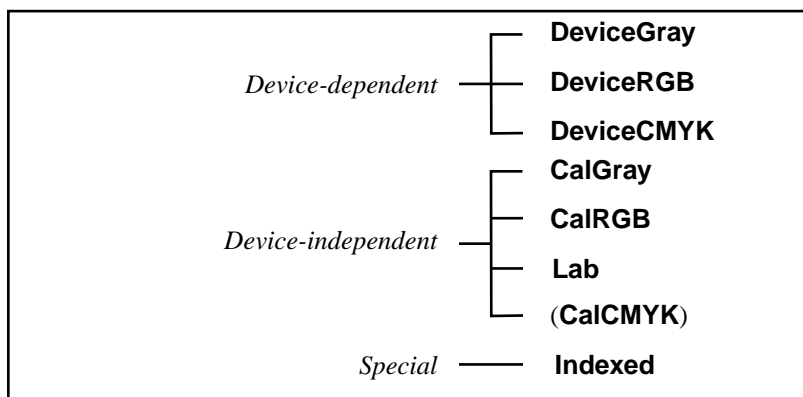 DeviceGray
Device-dependent DeviceRGB
DeviceCMYK
CalGray
CalRGB
Device-independent
Lab
(CalCMYK)
Special Indexed